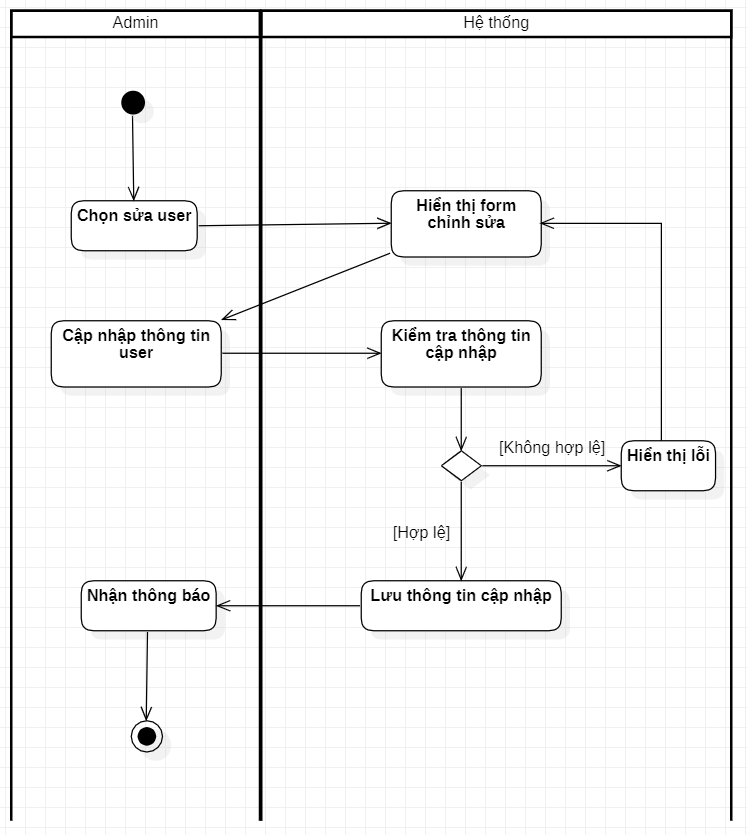 Admin
Hệ thống
Chọn sửa user
Hiển thị form
chỉnh sửa
Cập nhập thông tin
user
Kiểm tra thông tin
cập nhập
[Không hợp lệ]
Hiển thị lỗi
[Hợp lệ]
Nhận thông báo
Lưu thông tin cập nhập